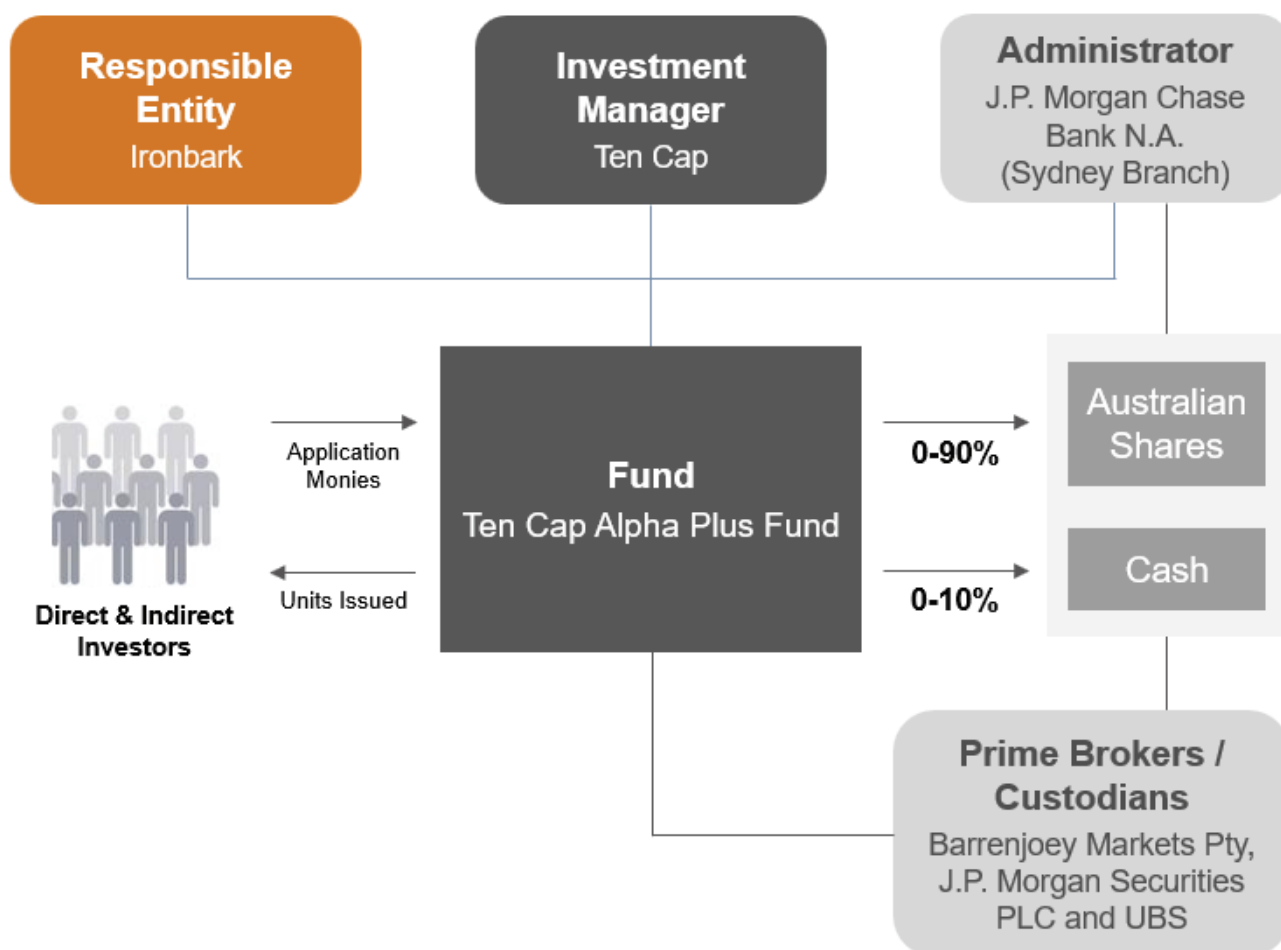 Responsible
Entity
Ironbark
Investment
Manager
Ten Cap
Administrator
J.P. Morgan Chase
Bank N.A.
(Sydney Branch)
Application
Monies
Units Issued
Direct & Indirect
Investors
Fund
Ten Cap Alpha Plus Fund
0-90%
0-10%
Australian
Shares
Cash
Prime Brokers /
Custodians
Barrenjoey Markets Pty,
J.P. Morgan Securities
PLC and UBS